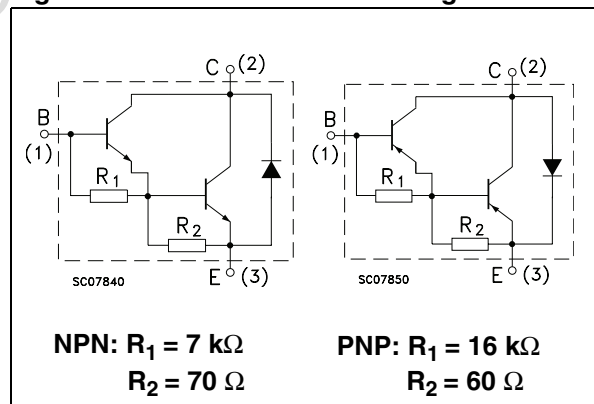 C (2)
B
(1)
R1
R2
E (3)
SC07840
C (2)
B
(1)
R1
R2
E (3)
SC07850
NPN: R1 = 7 kΩ
R2 = 70 Ω
PNP: R1 = 16 kΩ
R2 = 60 Ω